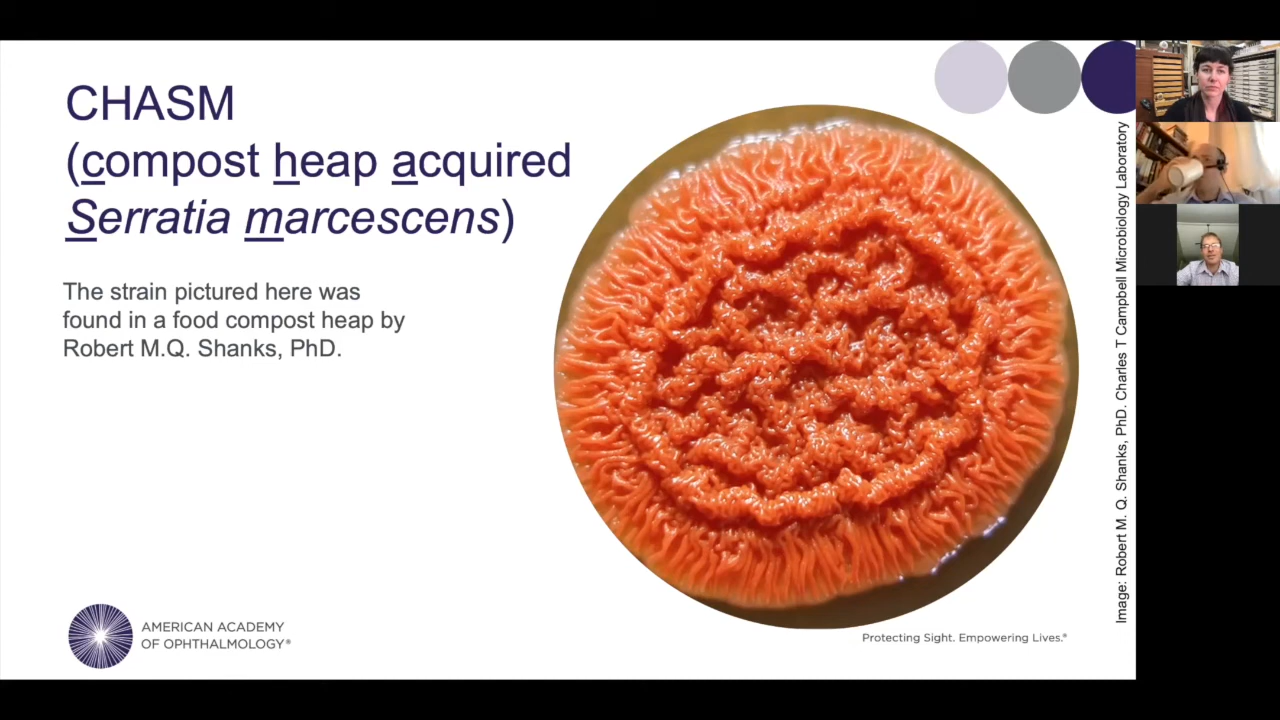 CHASM
(compost heap acquired
Serratia marcescens)
The strain pictured here was
found in a food compost heap by
Robert M.Q. Shanks, PhD.
Image: Robert M. Q. Shanks, PhD. Charles T Campbell Microbiology Laboratory
AMERICAN ACADEMY
OF OPHTHALMOLOGY®
Protecting Sight. Empowering Lives.®